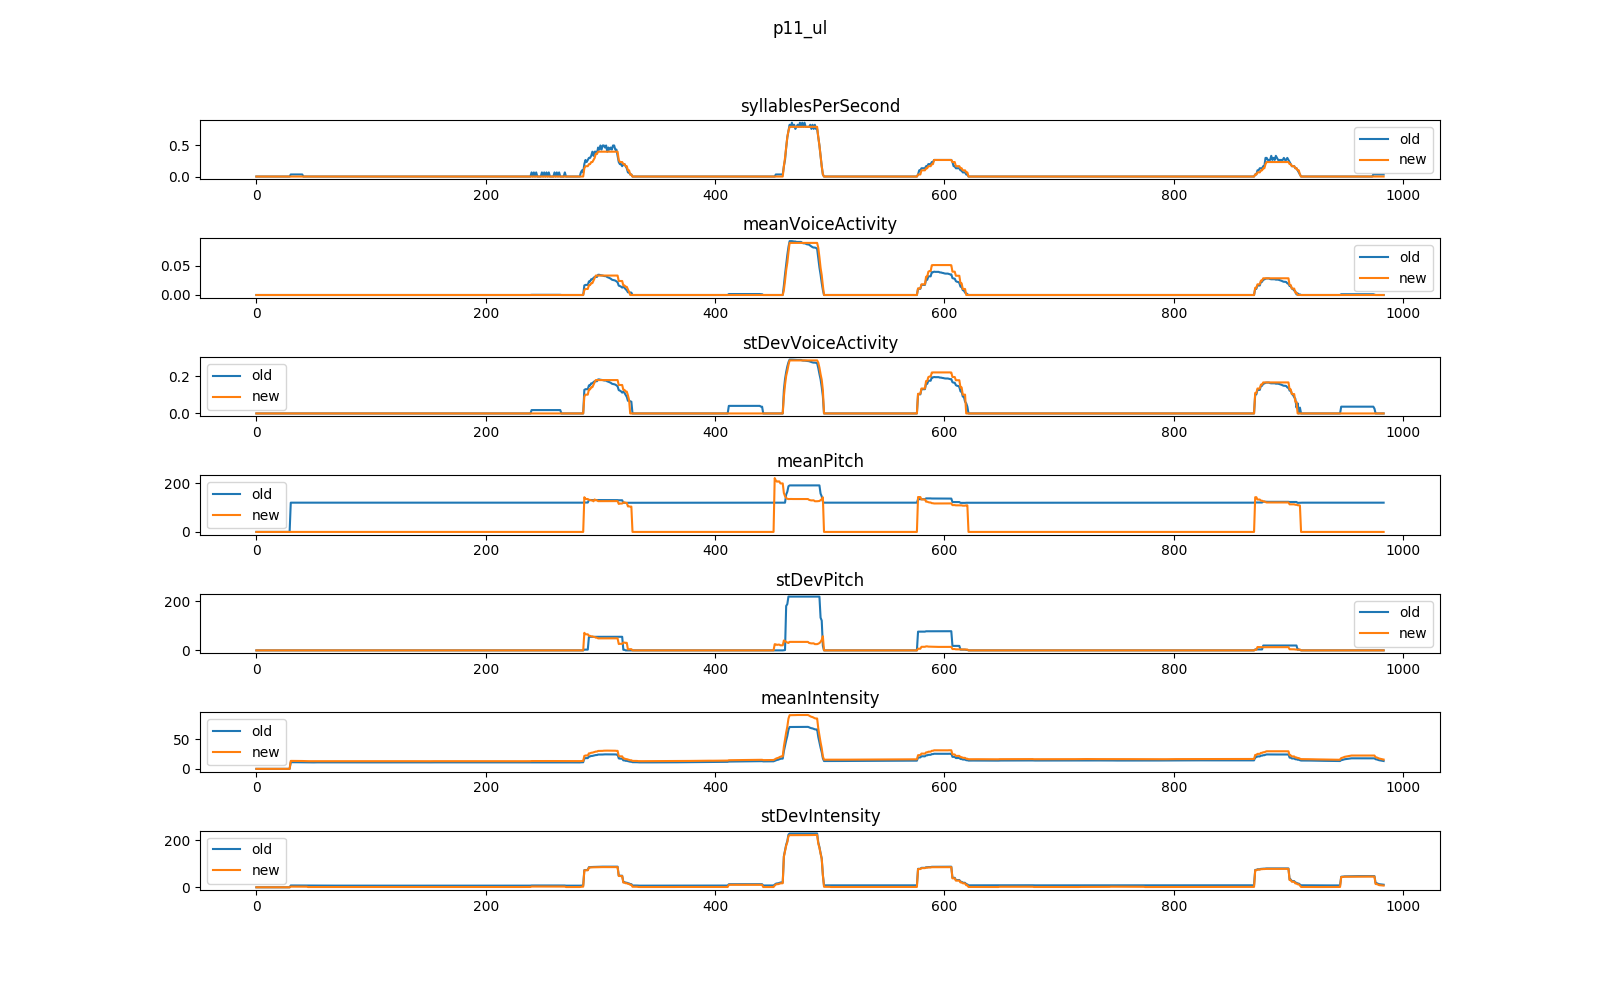 p11_ul
syllablesPerSecond
0.5
0.0
old
new
0 200 400 600 800 1000
meanVoiceActivity
0.05
0.00
old
new
0 200 400 600 800 1000
stDevVoiceActivity
0.2
0.0
old
new
0 200 400 600 800 1000
meanPitch
200
0
old
new
0 200 400 600 800 1000
stDevPitch
200
0
old
new
0 200 400 600 800 1000
meanIntensity
50
0
old
new
0 200 400 600 800 1000
stDevIntensity
200
0
old
new
0 200 400 600 800 1000